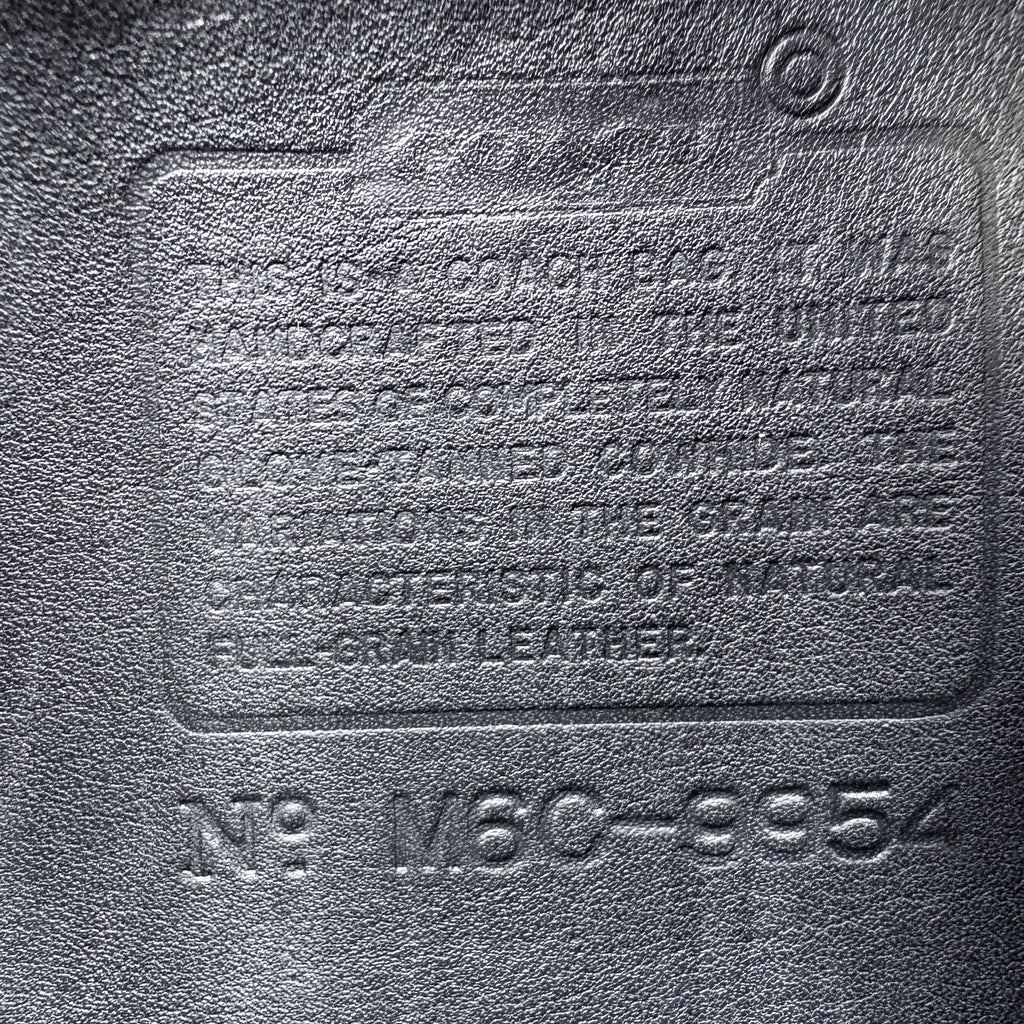 COACH®
THIS IS A COACH BAG. IT WAS
HANDCRAFTED IN THE UNITED
STATES OF COMPLETELY NATURAL
GLOVE-TANNED COWHIDE. THE
VARIATIONS IN THE GRAIN ARE
CHARACTERISTIC OF NATURAL
FULL-GRAIN LEATHER.
Nº M6C-9954